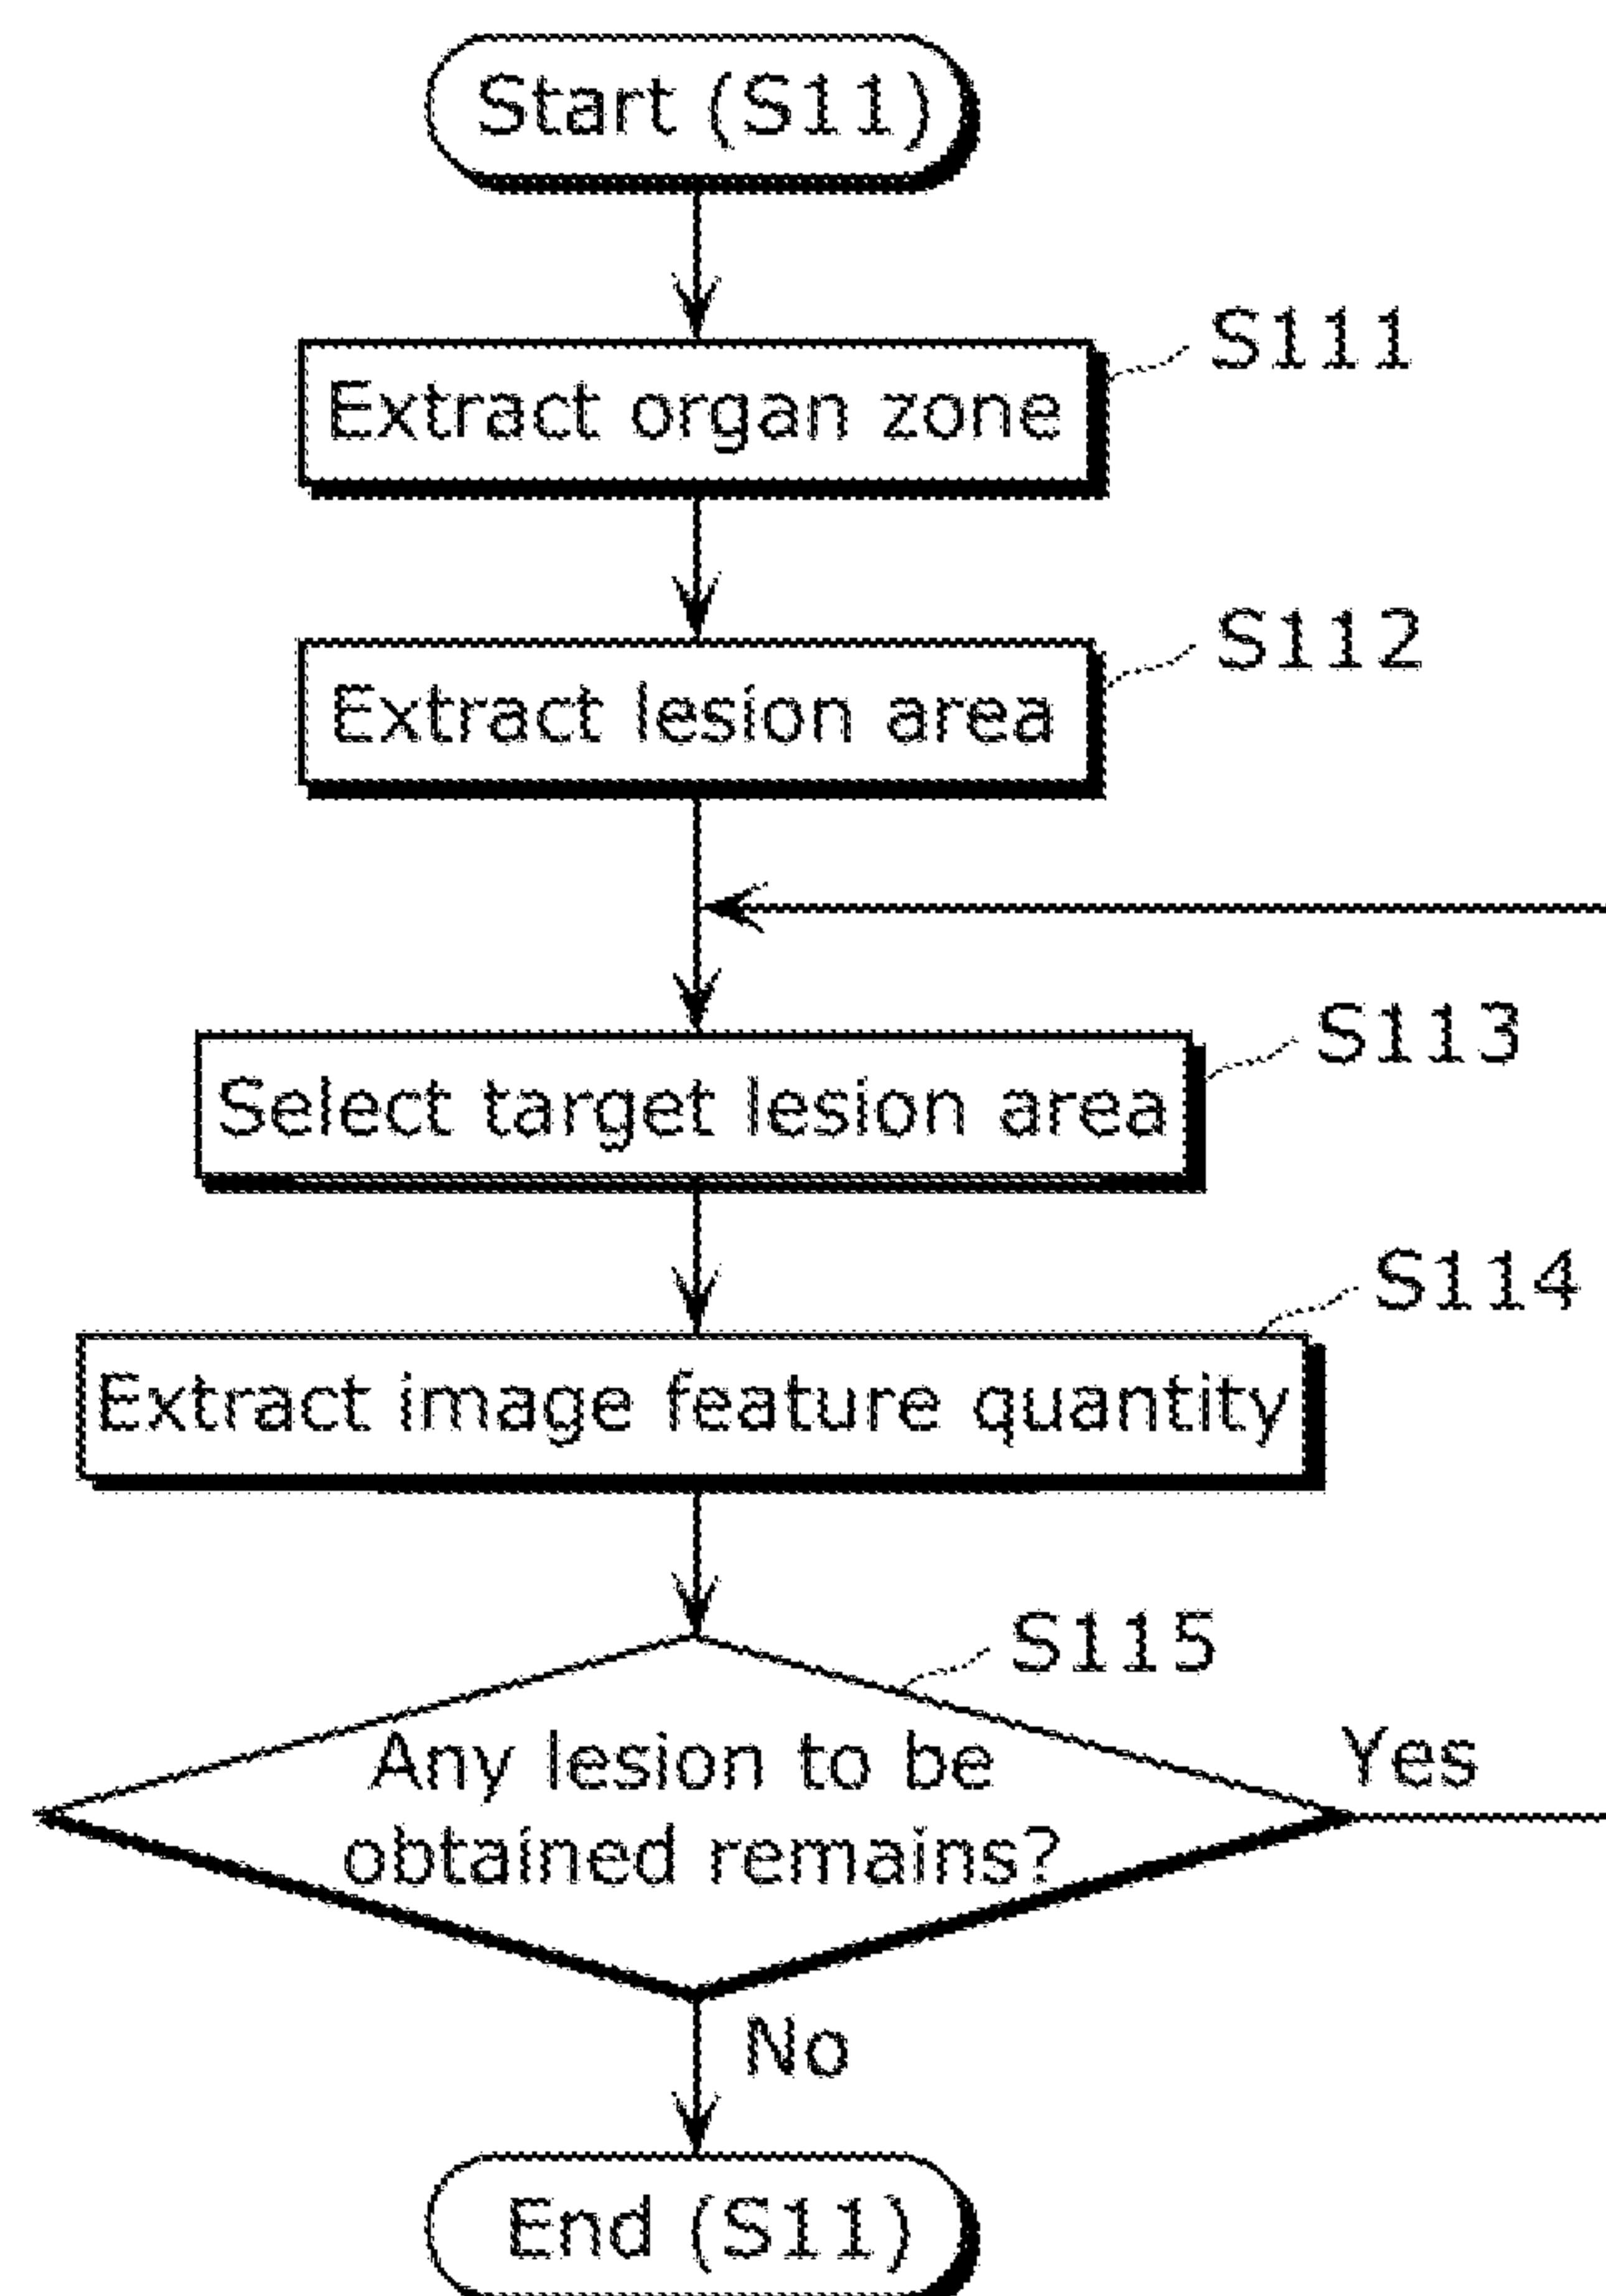 Start (S11)
S111
Extract organ zone
S112
Extract lesion area
S113
Select target lesion area
S114
Extract image feature quantity
S115
Any lesion to be
obtained remains?
Yes
No
End (S11)